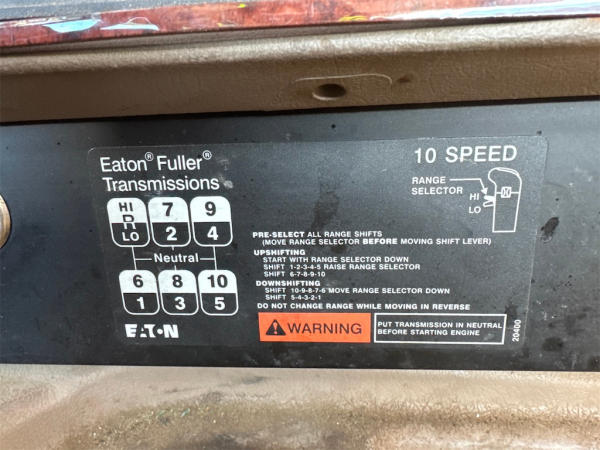 Eaton® Fuller®
Transmissions
10 SPEED
RANGE
SELECTOR
HI
LO
HI 7 9
R
LO 2 4
Neutral
6 8 10
1 3 5
EATON
PRE-SELECT ALL RANGE SHIFTS
(MOVE RANGE SELECTOR BEFORE MOVING SHIFT LEVER)
UPSHIFTING
START WITH RANGE SELECTOR DOWN
SHIFT 1-2-3-4-5 RAISE RANGE SELECTOR
SHIFT 6-7-8-9-10
DOWNSHIFTING
SHIFT 10-9-8-7-6 MOVE RANGE SELECTOR DOWN
SHIFT 5-4-3-2-1
DO NOT CHANGE RANGE WHILE MOVING IN REVERSE
WARNING
PUT TRANSMISSION IN NEUTRAL
BEFORE STARTING ENGINE
20400